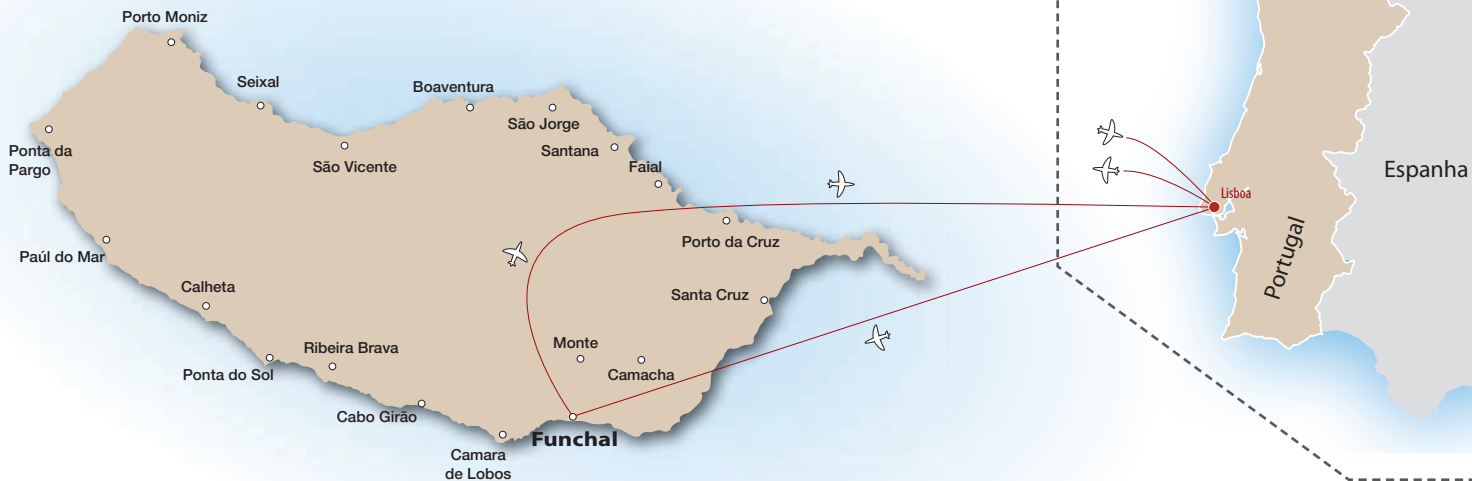 Porto Moniz
Seixal
Boaventura
São Jorge
Santana
Faial
São Vicente
Ponta da
Pargo
Paúl do Mar
Calheta
Ponta do Sol
Ribeira Brava
Cabo Girão
Camara
de Lobos
Funchal
Monte
Camacha
Santa Cruz
Porto da Cruz
Lisboa
Portugal
Espanha